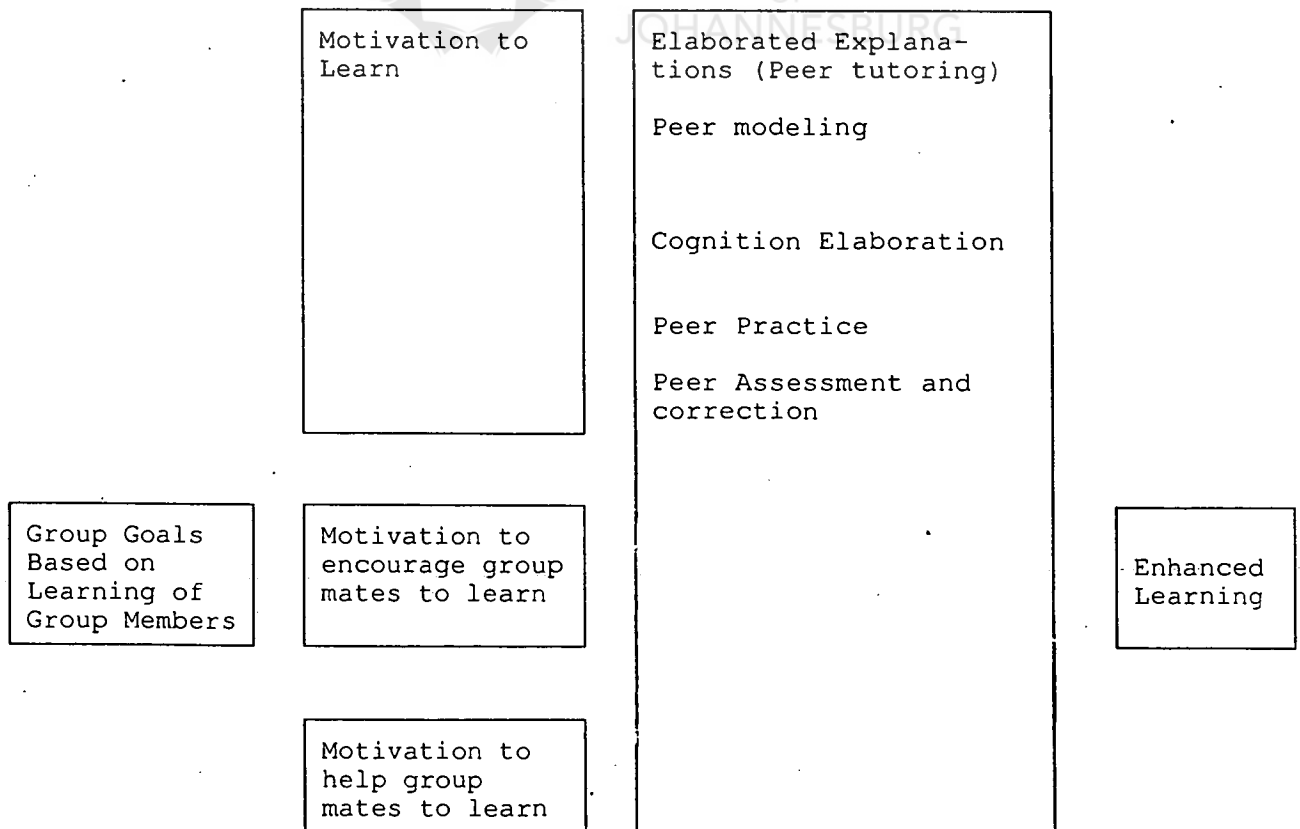 JOHANNESBURG
Motivation to
Learn
Elaborated Explana-
tions (Peer tutoring)
Peer modeling
Cognition Elaboration
Peer Practice
Peer Assessment and
correction
Group Goals
Based on
Learning of
Group Members
Motivation to
encourage group
mates to learn
Enhanced
Learning
Motivation to
help group
mates to learn